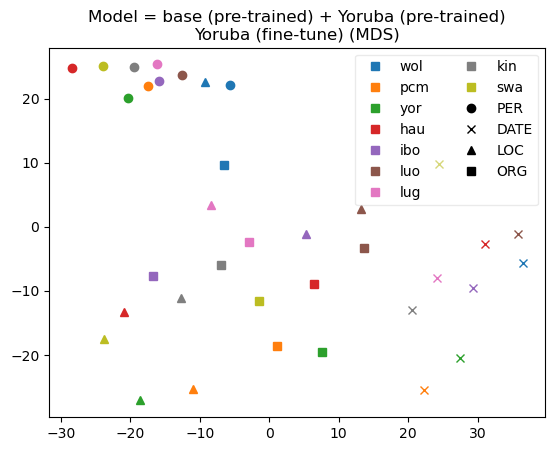 Model = base (pre-trained) + Yoruba (pre-trained)
Yoruba (fine-tune) (MDS)
wol
pcm
yor
hau
ibo
luo
lug
kin
swa
PER
DATE
LOC
ORG
20
10
0
−10
−20
−30
−20
−10
0
10
20
30